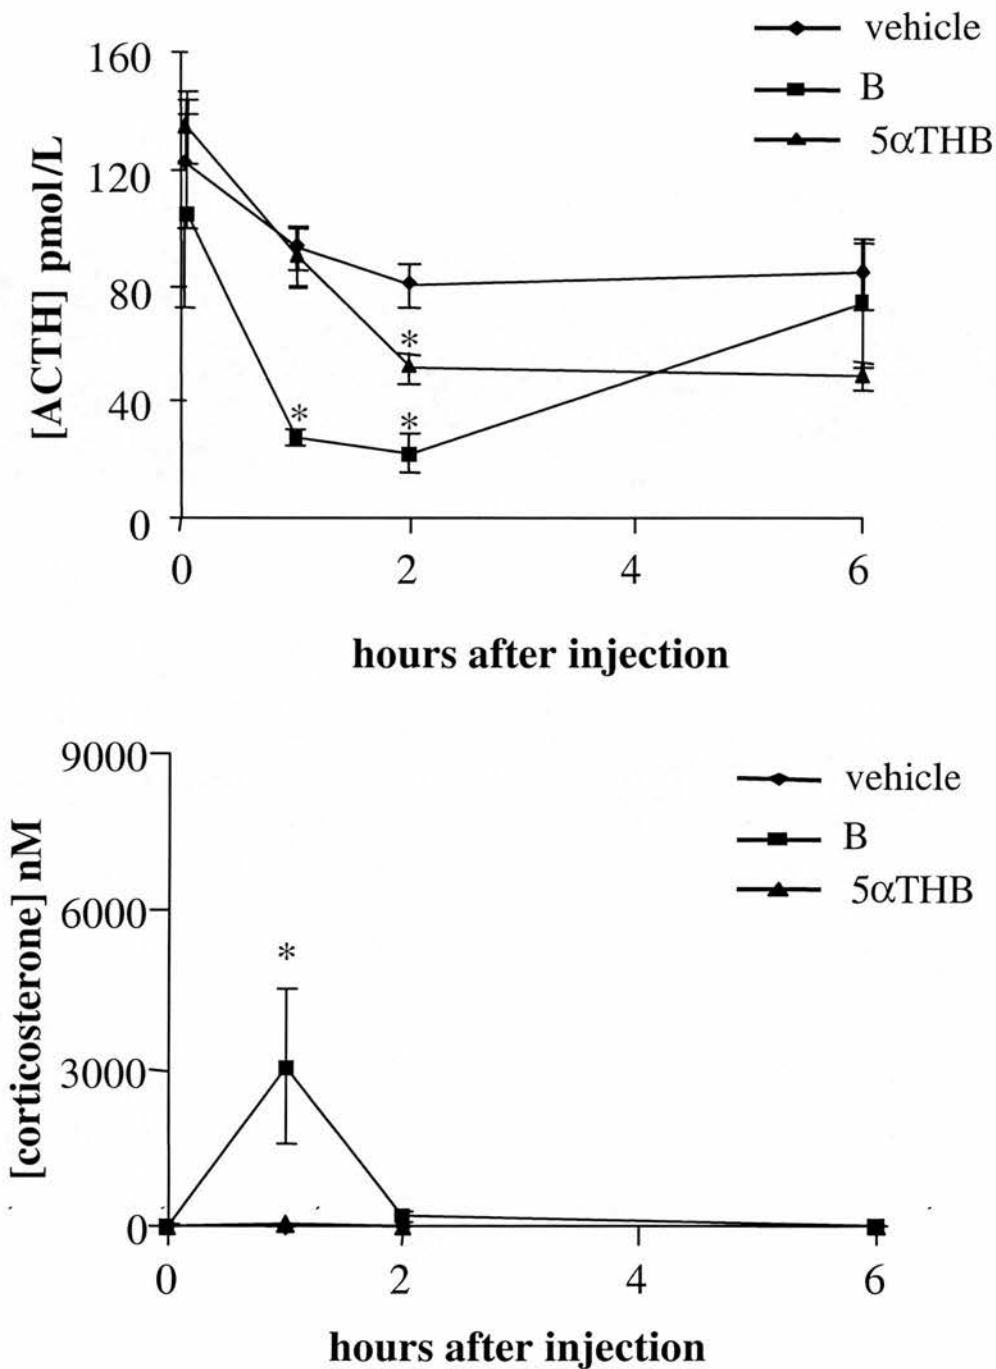 vehicle
B
5αTHB
[ACTH] pmol/L
160
120
80
40
0
*
*
*
0 2 4 6
hours after injection
vehicle
B
5αTHB
[corticosterone] nM
9000
6000
3000
0
*
0 2 4 6
hours after injection